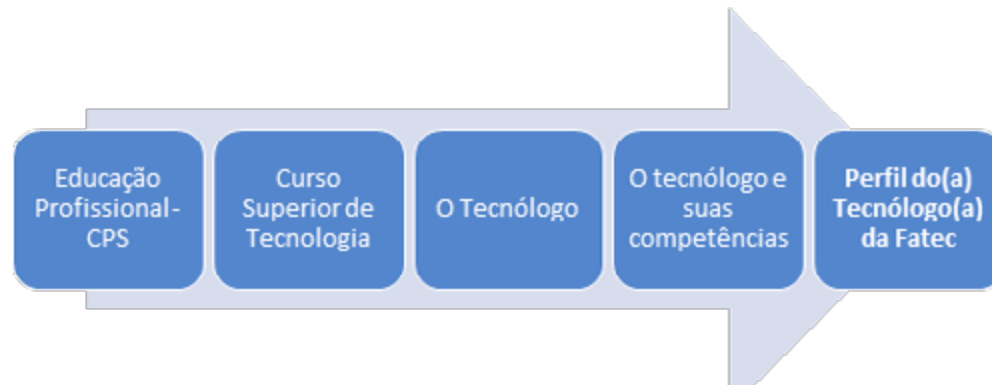 Educação
Profissional-
CPS
Curso
Superior de
Tecnologia
O Tecnólogo
O tecnólogo e
suas
competências
Perfil do(a)
Tecnólogo(a)
da Fatec